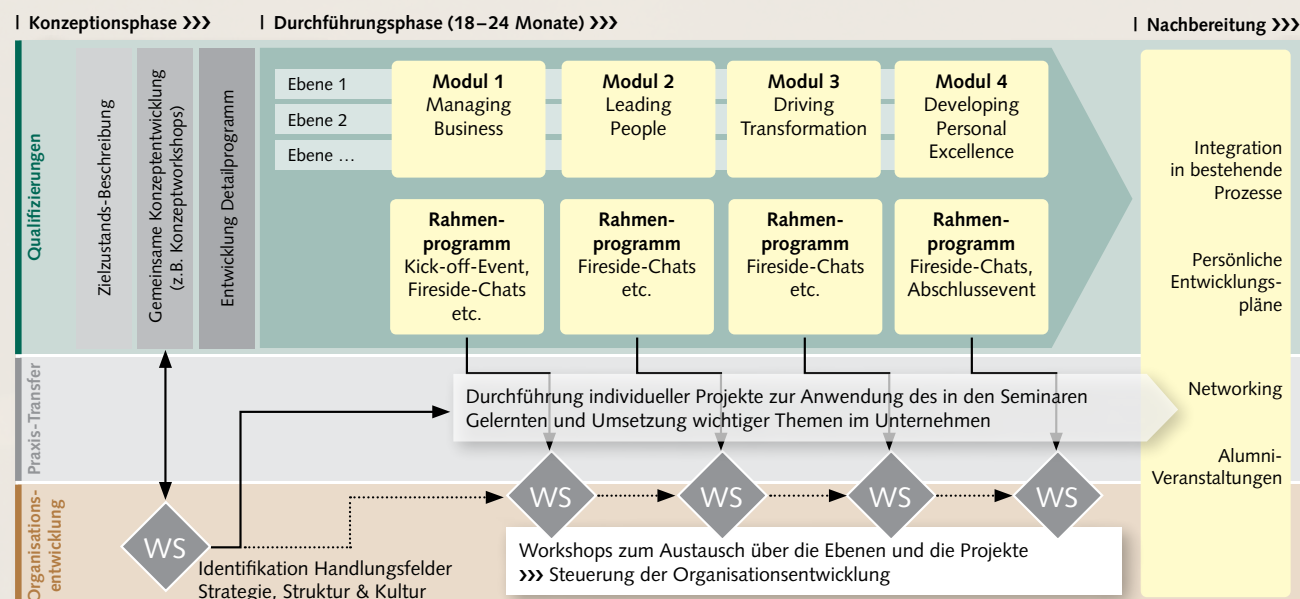 Konzeptionsphase ›››
Durchführungsphase (18–24 Monate) ›››
Nachbereitung ›››
Qualifizierungen
Zielzustands-Beschreibung
Gemeinsame Konzeptentwicklung
(z.B. Konzeptworkshops)
Entwicklung Detailprogramm
Ebene 1
Ebene 2
Ebene …
Modul 1
Managing
Business
Modul 2
Leading
People
Modul 3
Driving
Transformation
Modul 4
Developing
Personal
Excellence
Rahmen-
programm
Kick-off-Event,
Fireside-Chats
etc.
Rahmen-
programm
Fireside-Chats
etc.
Rahmen-
programm
Fireside-Chats
etc.
Rahmen-
programm
Fireside-Chats,
Abschlussevent
Integration
in bestehende
Prozesse
Persönliche
Entwicklungs-
pläne
Networking
Alumni-
Veranstaltungen
Praxis-Transfer
Durchführung individueller Projekte zur Anwendung des in den Seminaren
Gelernten und Umsetzung wichtiger Themen im Unternehmen
Organisations-
entwicklung
WS
WS
WS
WS
WS
Identifikation Handlungsfelder
Strategie, Struktur & Kultur
Workshops zum Austausch über die Ebenen und die Projekte
››› Steuerung der Organisationsentwicklung